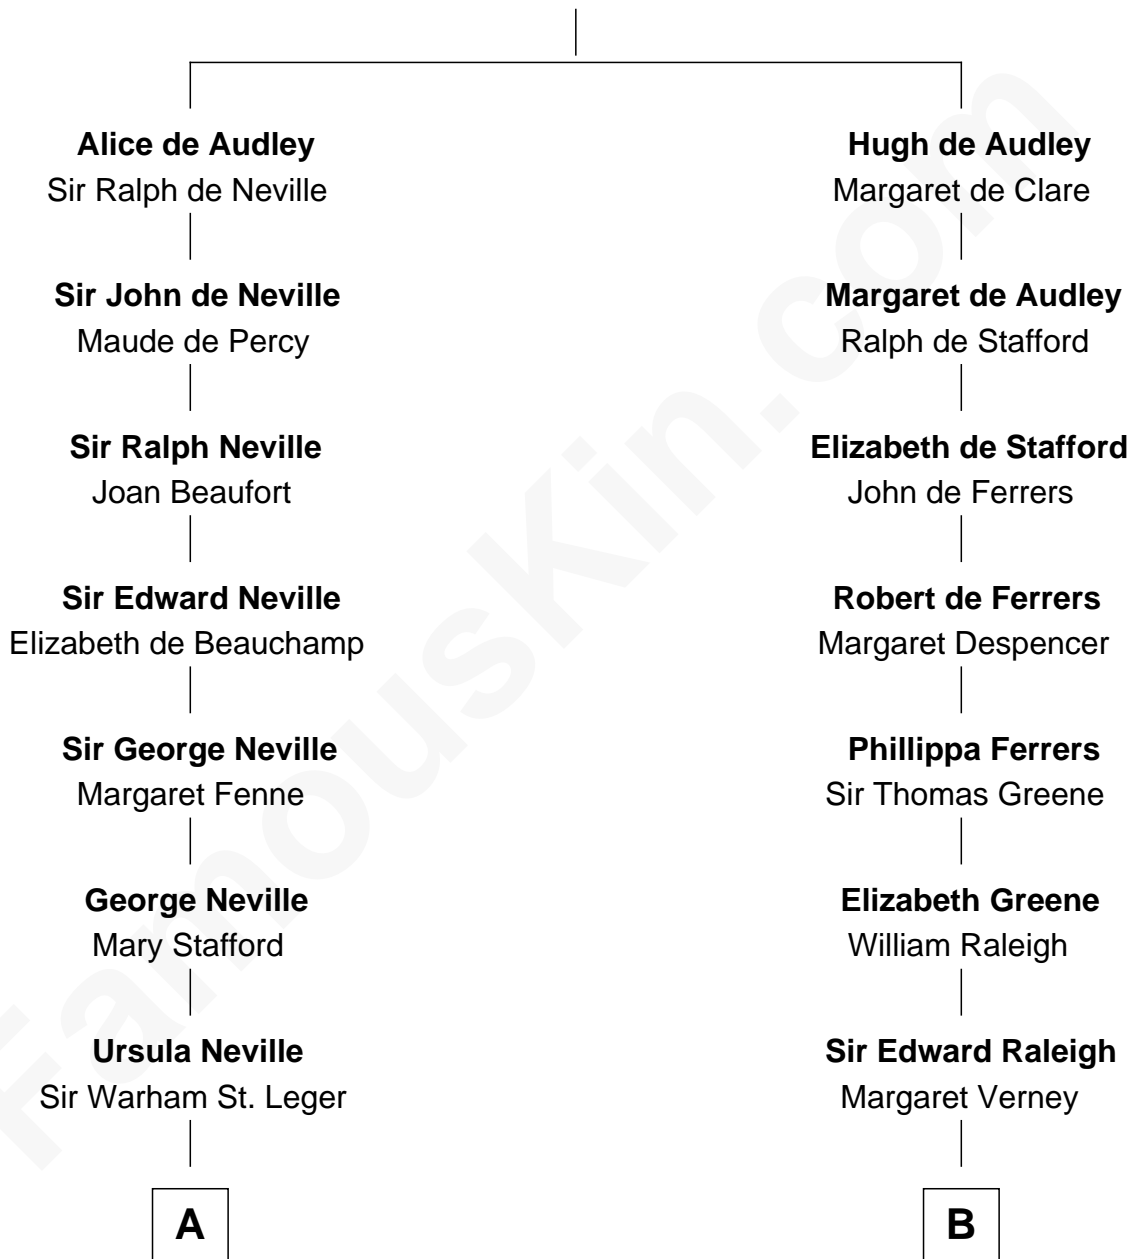 Alice de Audley
Sir Ralph de Neville
Sir John de Neville
Maude de Percy
Sir Ralph Neville
Joan Beaufort
Sir Edward Neville
Elizabeth de Beauchamp
Sir George Neville
Margaret Fenne
George Neville
Mary Stafford
Ursula Neville
Sir Warham St. Leger
A
Hugh de Audley
Margaret de Clare
Margaret de Audley
Ralph de Stafford
Elizabeth de Stafford
John de Ferrers
Robert de Ferrers
Margaret Despencer
Phillippa Ferrers
Sir Thomas Greene
Elizabeth Greene
William Raleigh
Sir Edward Raleigh
Margaret Verney
B
FamousKin.com